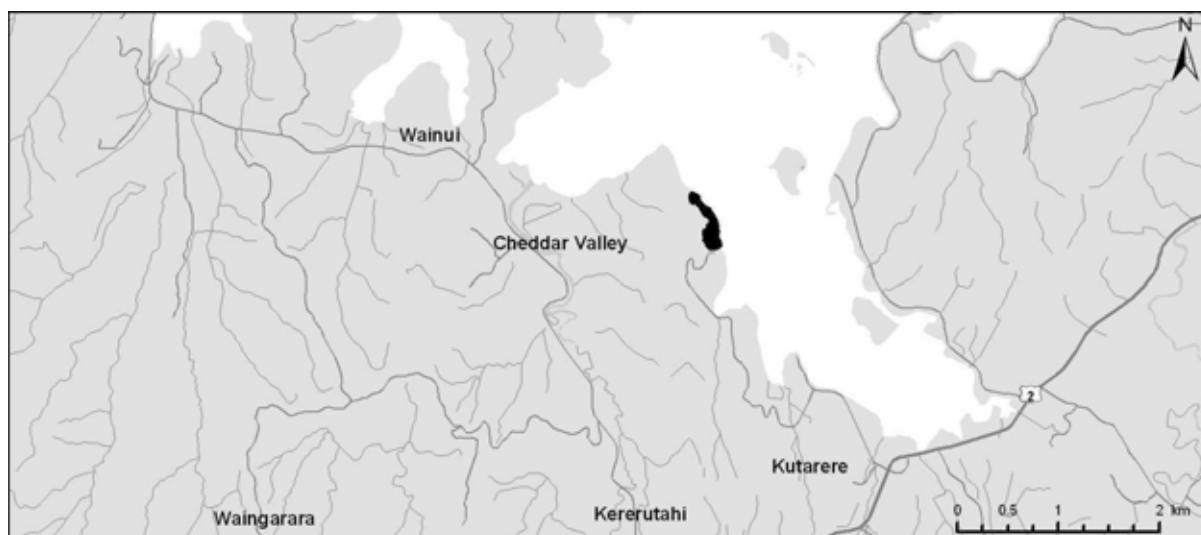 N
Wainui
Cheddar Valley
2
Kutarere
Waingarara
Kererutahi
0 0,5 1 2 km